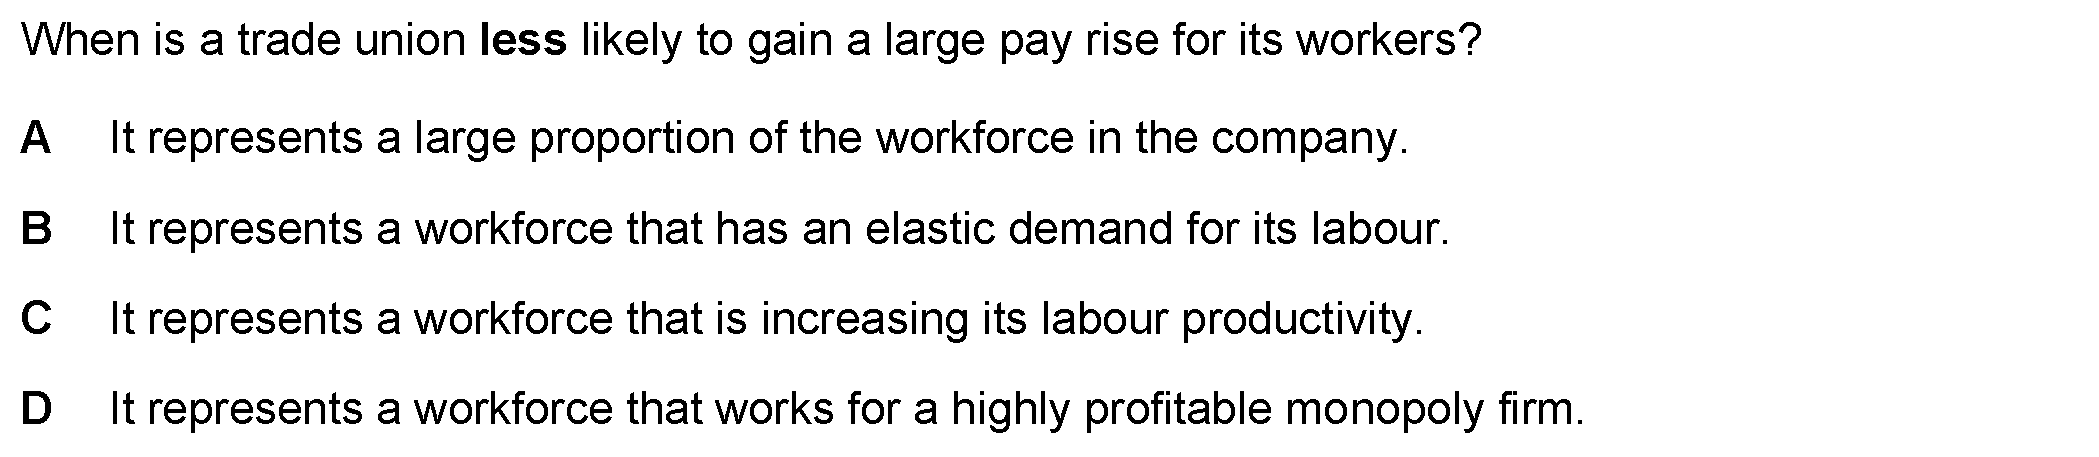 When is a trade union less likely to gain a large pay rise for its workers?
A It represents a large proportion of the workforce in the company.
B It represents a workforce that has an elastic demand for its labour.
C It represents a workforce that is increasing its labour productivity.
D It represents a workforce that works for a highly profitable monopoly firm.